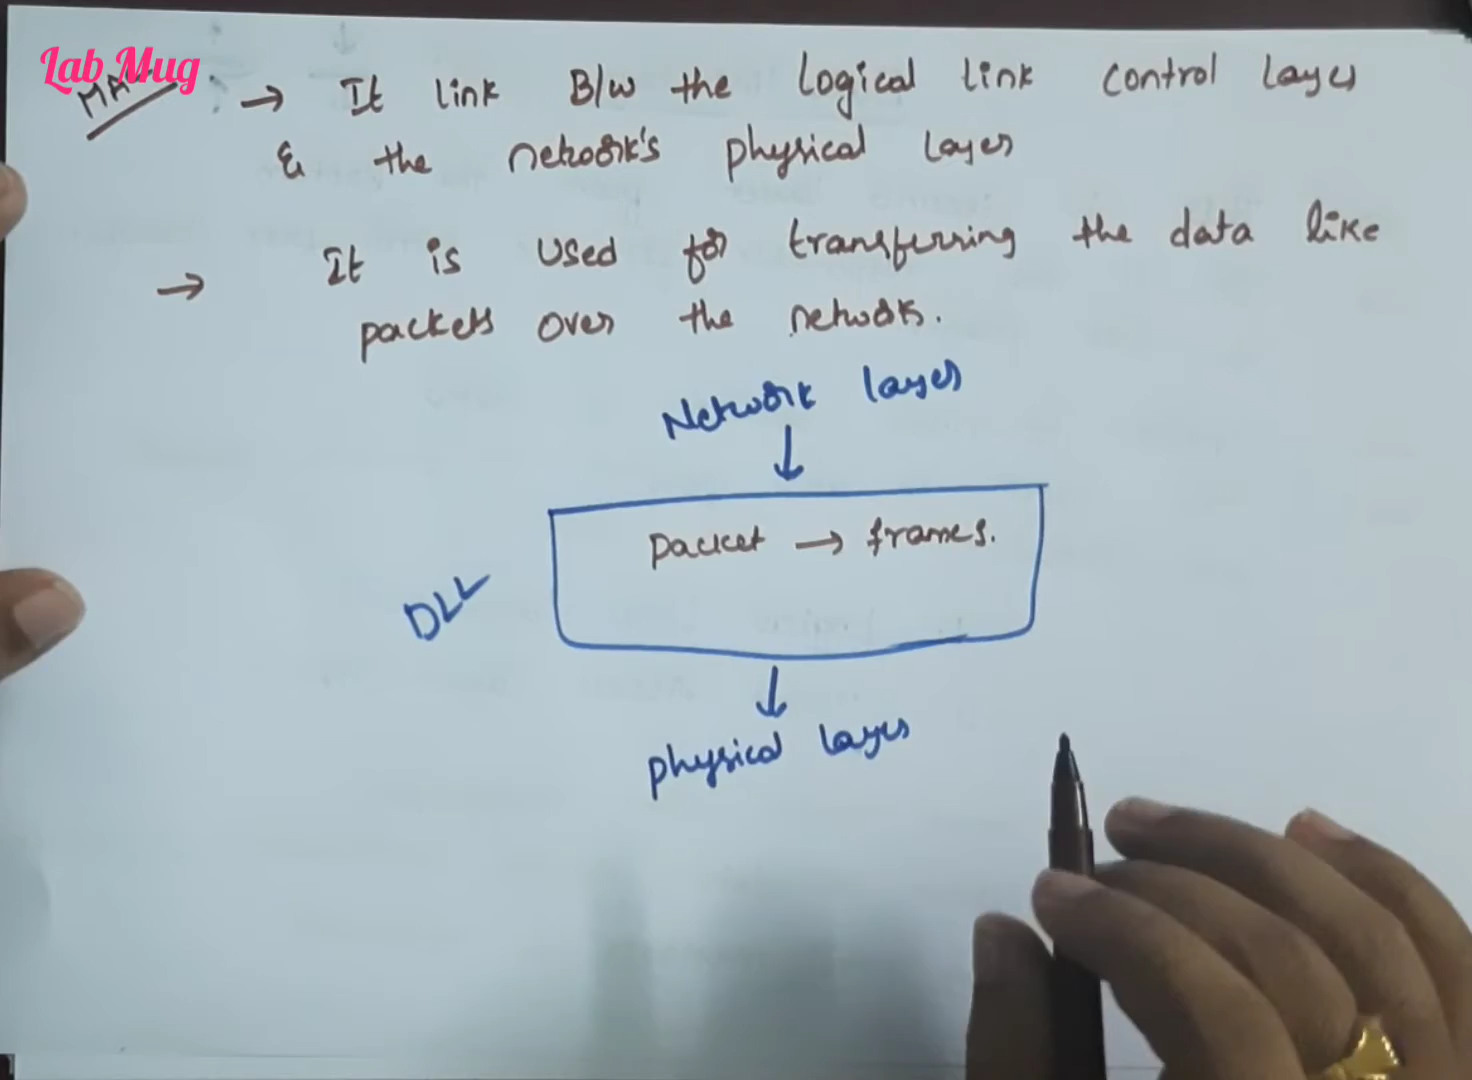 Lab Mug
MAC : → It link B/w the Logical link control Layer
& the network's physical Layer
→ It is used for transferring the data like
packets over the network.
Network layer
Packet → frames.
DLL
physical layer